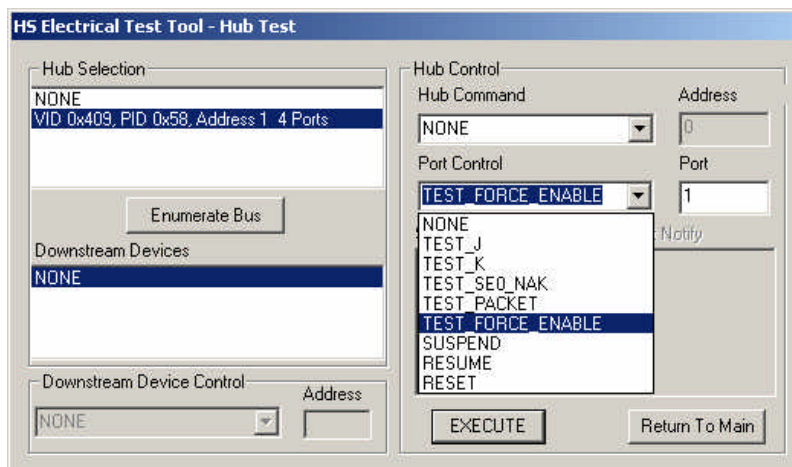 HS Electrical Test Tool - Hub Test
Hub Selection
NONE
VID 0x409, PID 0x58, Address 1 4 Ports
Enumerate Bus
Downstream Devices
NONE
Downstream Device Control
Address
NONE
Hub Control
Hub Command
Address
NONE
0
Port Control
Port
TEST_FORCE_ENABLE
1
NONE
TEST_J
TEST_K
TEST_SE0_NAK
TEST_PACKET
TEST_FORCE_ENABLE
SUSPEND
RESUME
RESET
Notify
EXECUTE
Return To Main